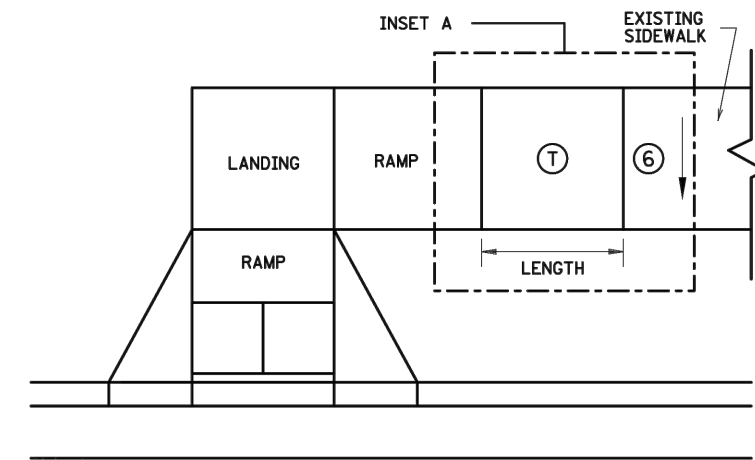 INSET A
EXISTING
SIDEWALK
LANDING
RAMP
T
6
RAMP
LENGTH